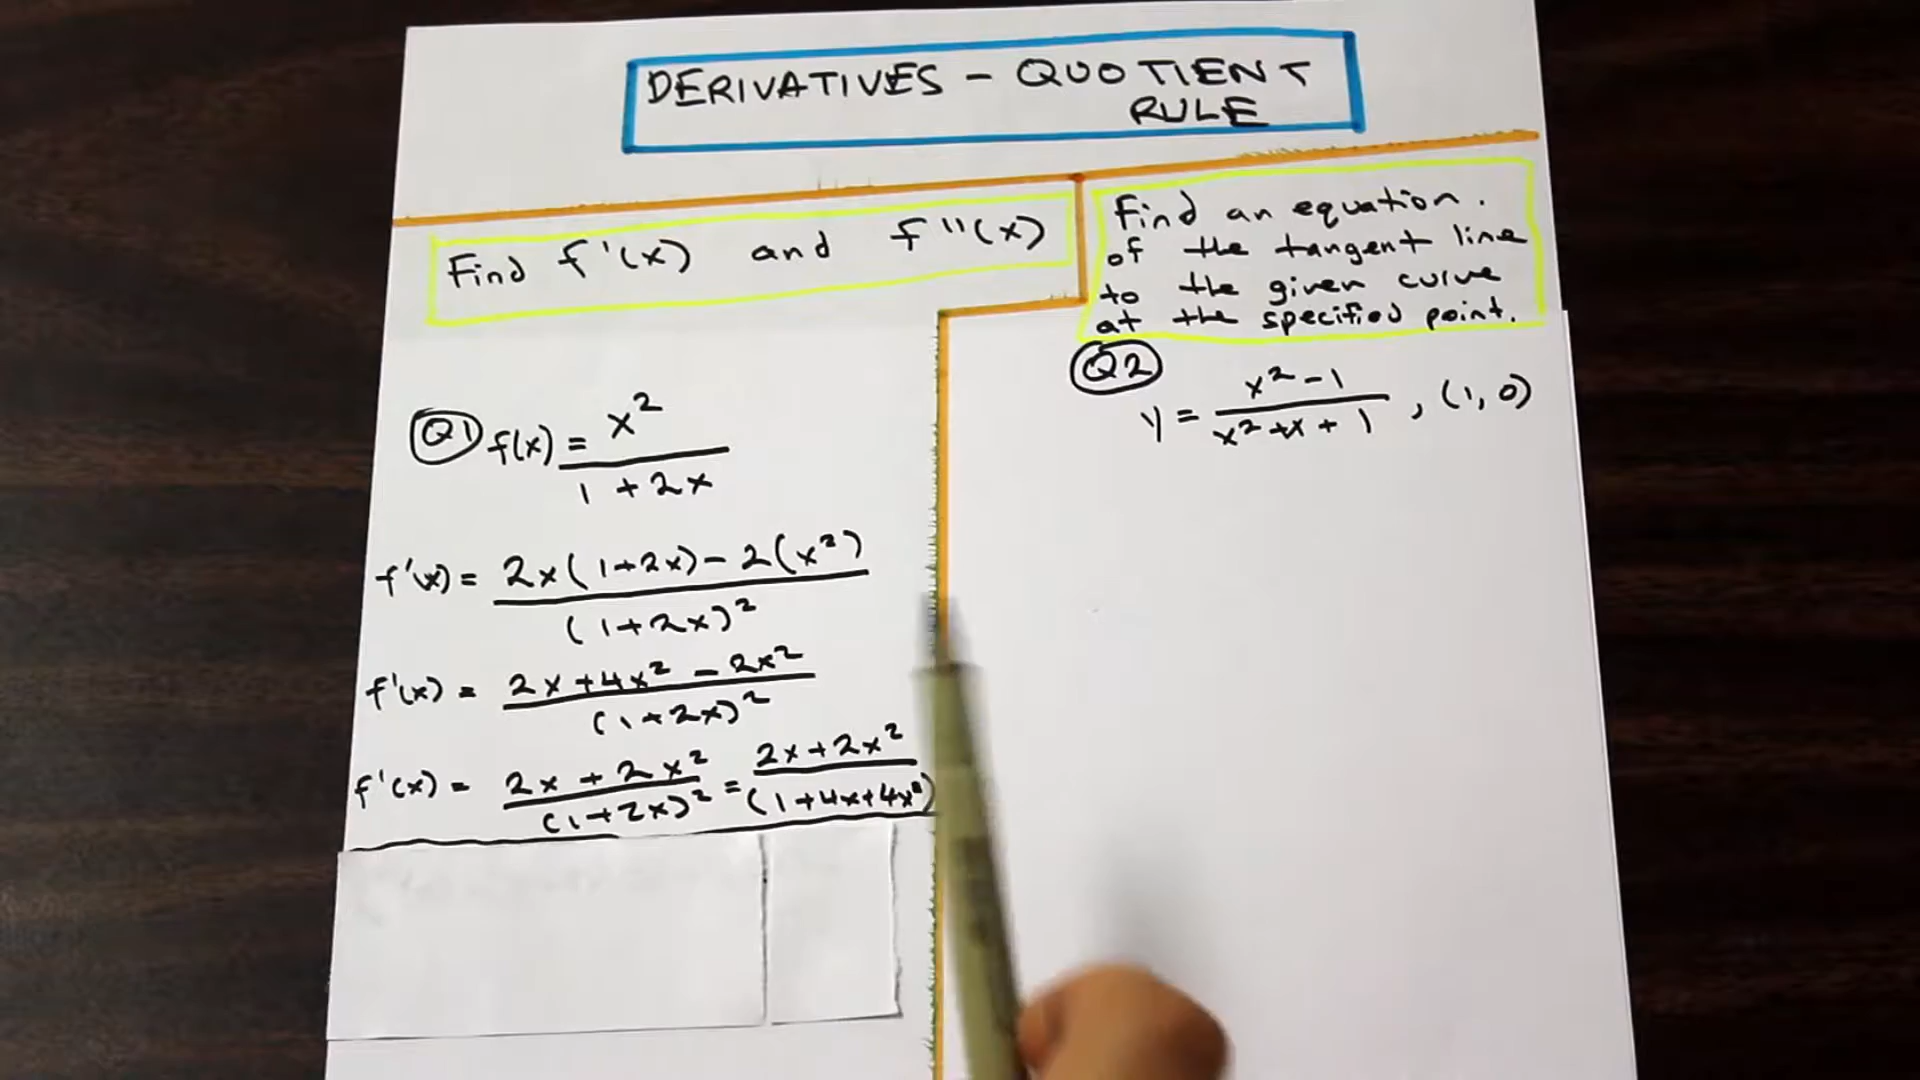 DERIVATIVES - QUOTIENT
RULE
Find f'(x) and f''(x)
Find an equation.
of the tangent line
to the given curve
at the specified point.
Q1 f(x) = x²
1 + 2x
f'(x) = 2x(1+2x) - 2(x²)
(1+2x)²
f'(x) = 2x+4x² - 2x²
(1+2x)²
f'(x) = 2x + 2x² / (1+2x)² = 2x+2x² / (1+4x+4x²)
Q2
y = x² - 1 / x² + x + 1 , (1, 0)